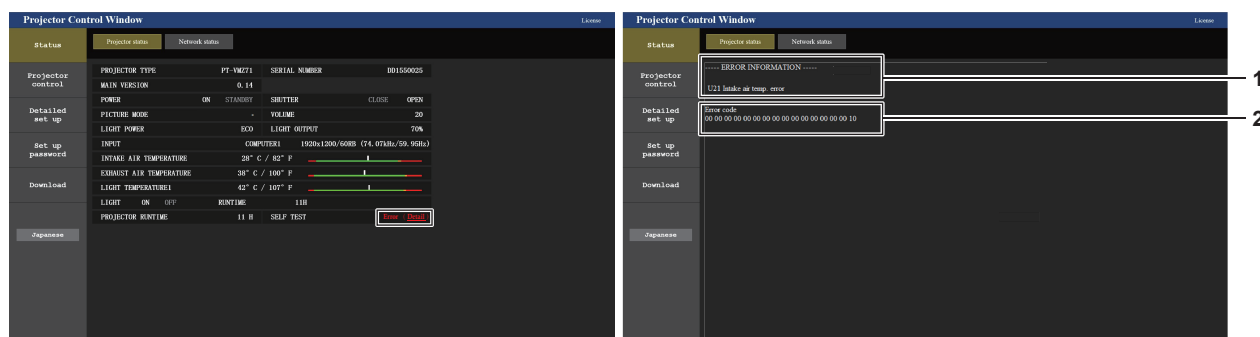 Projector Control Window
License
Status
Projector status
Network status
Projector control
Detailed set up
Set up password
Download
Japanese
PROJECTOR TYPE PT-VMZ71 SERIAL NUMBER DD1550025
MAIN VERSION 0.14
POWER ON STANDBY SHUTTER CLOSE OPEN
PICTURE MODE - VOLUME 20
LIGHT POWER ECO LIGHT OUTPUT 70%
INPUT COMPUTER1 1920x1200/60RB (74.07kHz/59.95Hz)
INTAKE AIR TEMPERATURE 28° C / 82° F
EXHAUST AIR TEMPERATURE 38° C / 100° F
LIGHT TEMPERATURE1 42° C / 107° F
LIGHT ON OFF RUNTIME 11H
PROJECTOR RUNTIME 11 H SELF TEST Error Detail
Projector Control Window
License
Status
Projector status
Network status
Projector control
Detailed set up
Set up password
Download
Japanese
----- ERROR INFORMATION -----
U21 Intake air temp. error
1
Error code
00 00 00 00 00 00 00 00 00 00 00 00 00 00 00 10
2